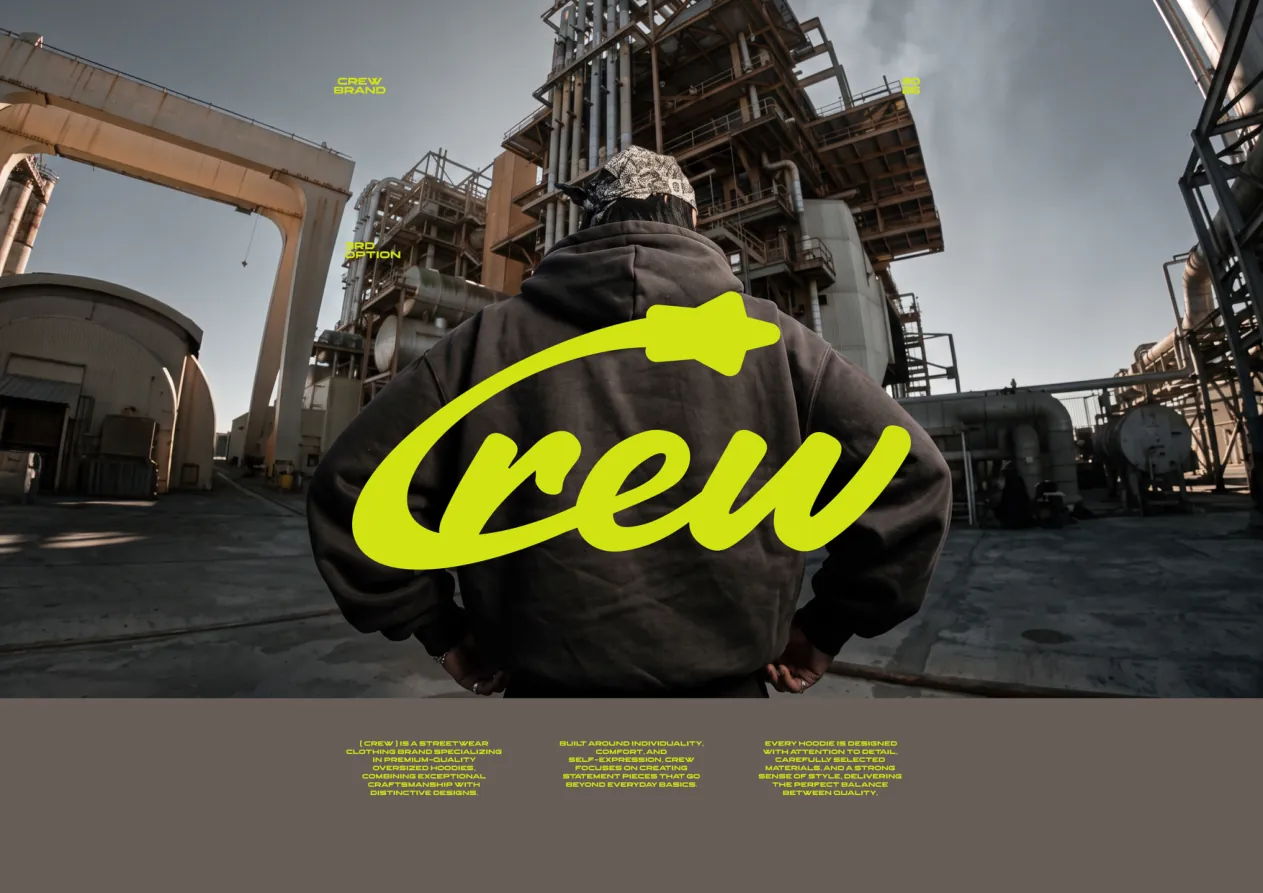 CREW
BRAND
3RD
OPTION
Crew
[ CREW ] IS A STREETWEAR
CLOTHING BRAND SPECIALIZING
IN PREMIUM-QUALITY
OVERSIZED HOODIES,
COMBINING EXCEPTIONAL
CRAFTSMANSHIP WITH
DISTINCTIVE DESIGNS.
BUILT AROUND INDIVIDUALITY,
COMFORT, AND
SELF-EXPRESSION, CREW
FOCUSES ON CREATING
STATEMENT PIECES THAT GO
BEYOND EVERYDAY BASICS.
EVERY HOODIE IS DESIGNED
WITH ATTENTION TO DETAIL,
CAREFULLY SELECTED
MATERIALS, AND A STRONG
SENSE OF STYLE, DELIVERING
THE PERFECT BALANCE
BETWEEN QUALITY,